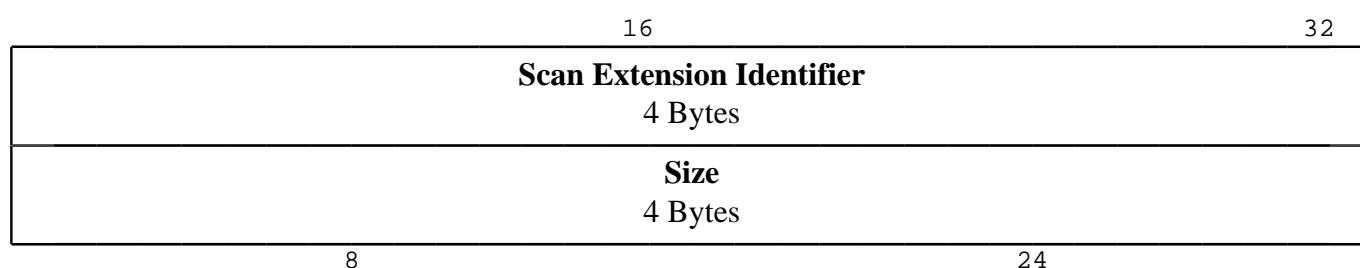 16 32
Scan Extension Identifier
4 Bytes
Size
4 Bytes
8 24